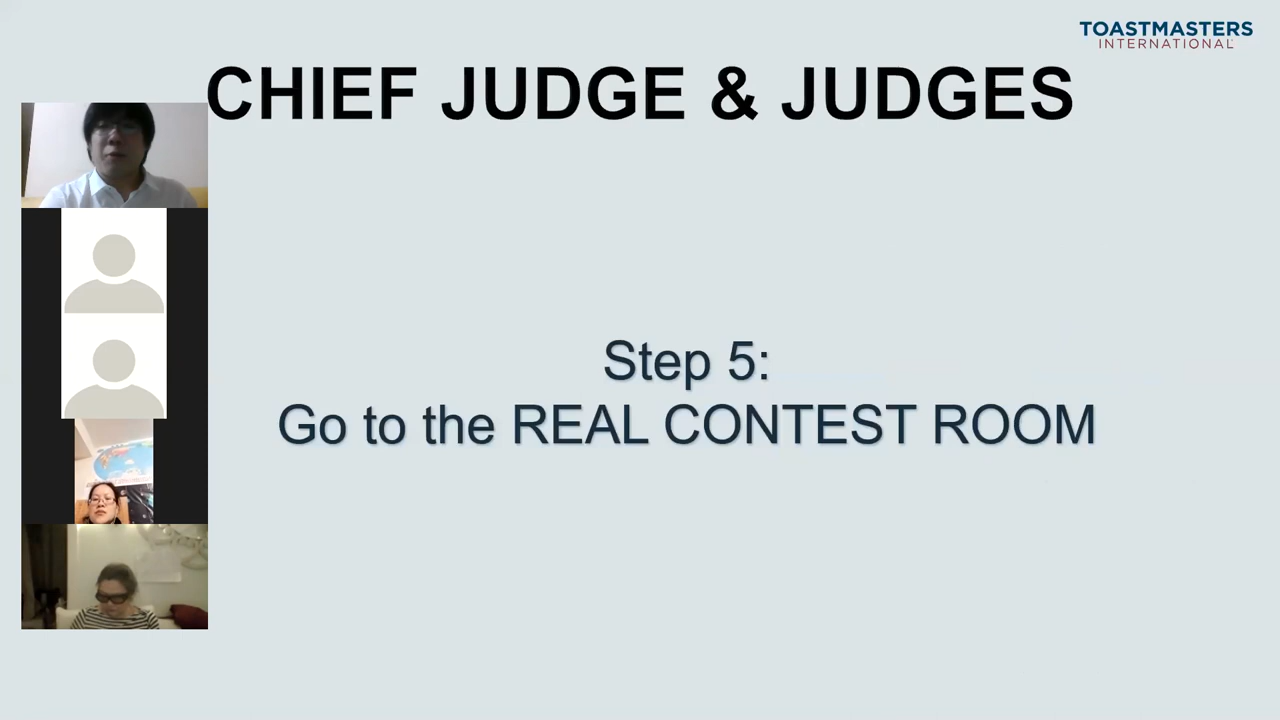 TOASTMASTERS
INTERNATIONAL
CHIEF JUDGE & JUDGES
Step 5:
Go to the REAL CONTEST ROOM